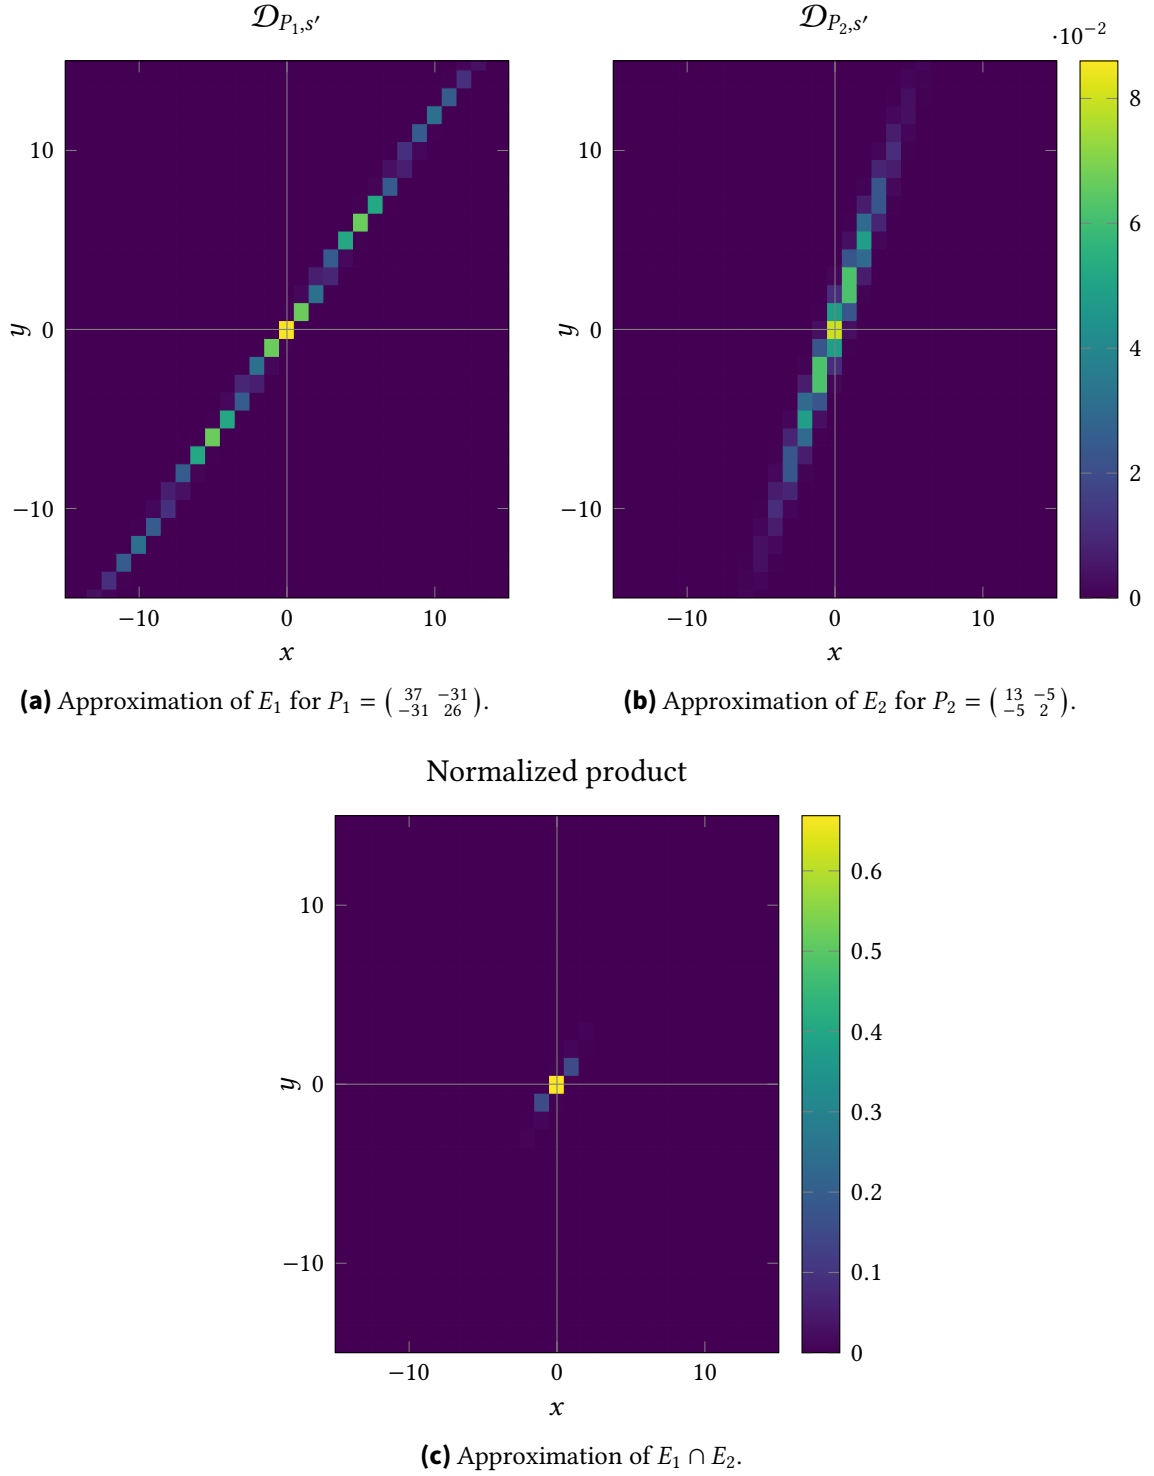 𝒟P₁,s′ 𝒟P₂,s′
·10⁻²
10 0 −10
y
−10 0 10
x
10 0 −10
y
−10 0 10
x
8 6 4 2 0
(a) Approximation of E₁ for P₁ = ( 37 −31 −31 26 ).
(b) Approximation of E₂ for P₂ = ( 13 −5 −5 2 ).
Normalized product
10 0 −10
y
−10 0 10
x
0.6 0.5 0.4 0.3 0.2 0.1 0
(c) Approximation of E₁ ∩ E₂.